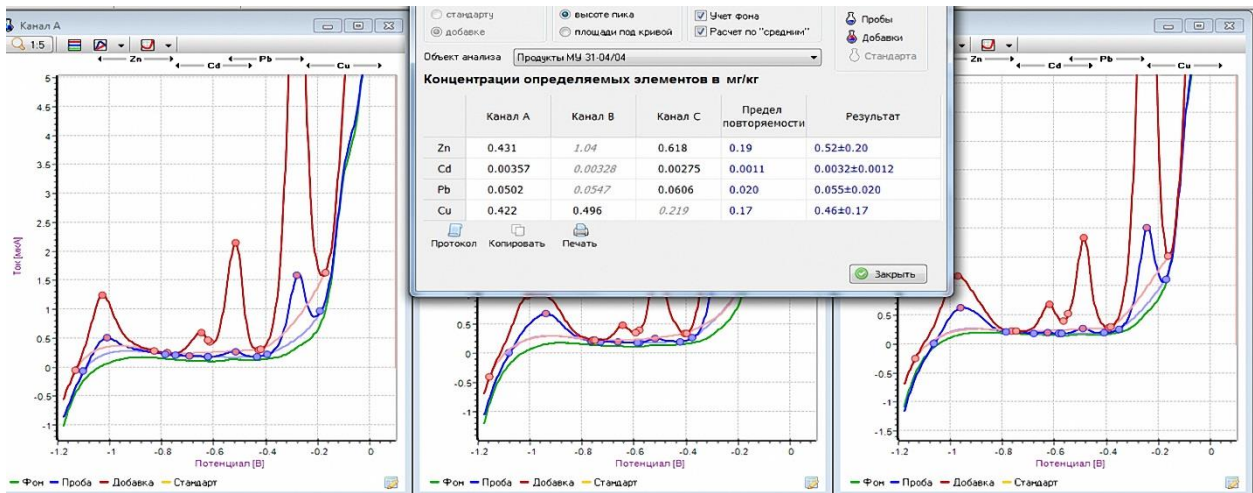 Канал А
1:5
Zn Cd Pb Cu
5
4.5
4
3.5
3
2.5
2
1.5
1
0.5
0
-0.5
-1
Ток [мкА]
-1.2 -1 -0.8 -0.6 -0.4 -0.2 0
Потенциал [В]
Фон Проба Добавка Стандарт
стандарту
добавке
высоте пика
площади под кривой
Учет фона
Расчет по "средним"
Пробы
Добавки
Стандарта
Объект анализа Продукты МУ 31-04/04
Концентрации определяемых элементов в мг/кг
Канал А Канал В Канал С Предел повторяемости Результат
Zn 0.431 1.04 0.618 0.19 0.52±0.20
Cd 0.00357 0.00328 0.00275 0.0011 0.0032±0.0012
Pb 0.0502 0.0547 0.0606 0.020 0.055±0.020
Cu 0.422 0.496 0.219 0.17 0.46±0.17
Протокол Копировать Печать
Закрыть
0.5
0
-0.5
-1
-1.2 -1 -0.8 -0.6 -0.4 -0.2 0
Потенциал [В]
Фон Проба Добавка Стандарт
Zn Cd Pb Cu
0.5
0
-0.5
-1
-1.5
-1.2 -1 -0.8 -0.6 -0.4 -0.2 0
Потенциал [В]
Фон Проба Добавка Стандарт